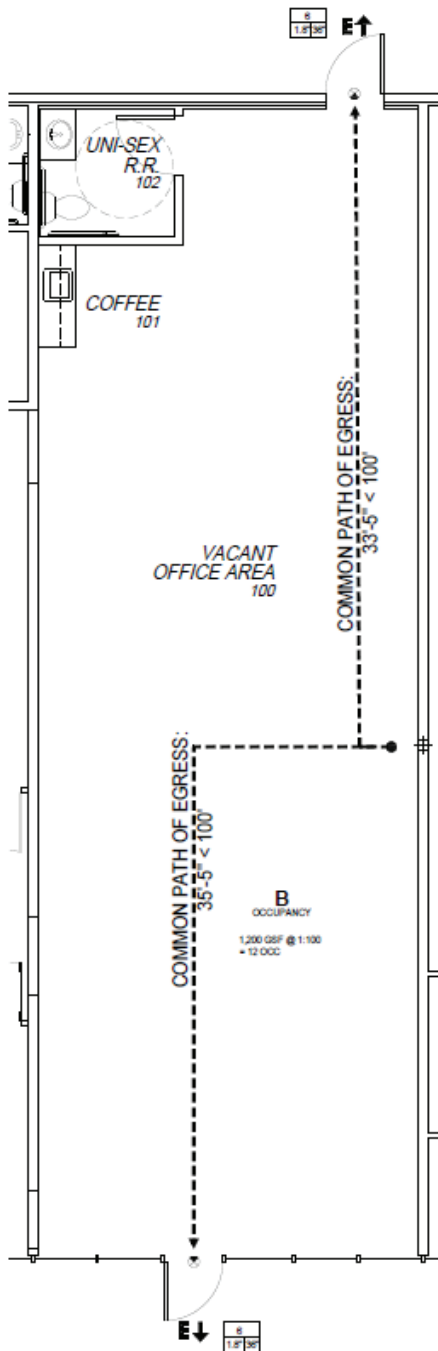 6
1.8" 36"
E
UNI-SEX
R.R.
102
COFFEE
101
COMMON PATH OF EGRESS:
33'-5" < 100'
VACANT
OFFICE AREA
100
COMMON PATH OF EGRESS:
35'-5" < 100'
B
OCCUPANCY
1,200 GSF @ 1:100
= 12 OCC
E
6
1.8" 36"